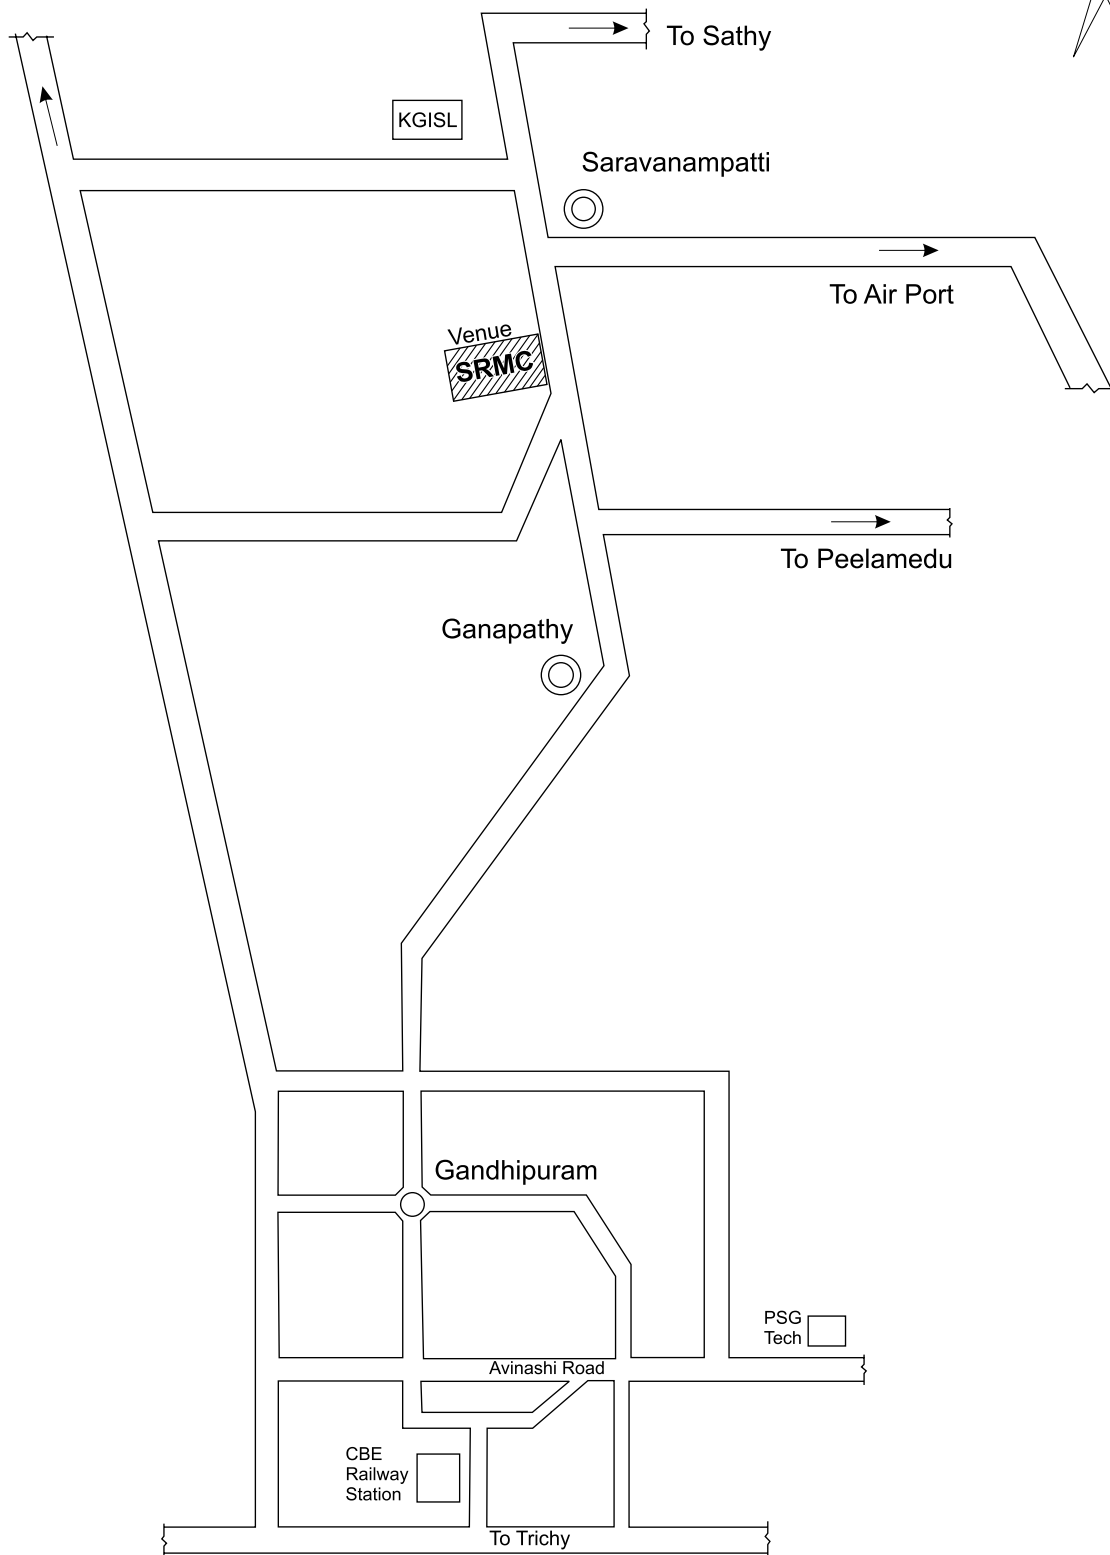 To Sathy
KGISL
Saravanampatti
To Air Port
Venue
SRMC
To Peelamedu
Ganapathy
Gandhipuram
PSG
Tech
Avinashi Road
CBE
Railway
Station
To Trichy